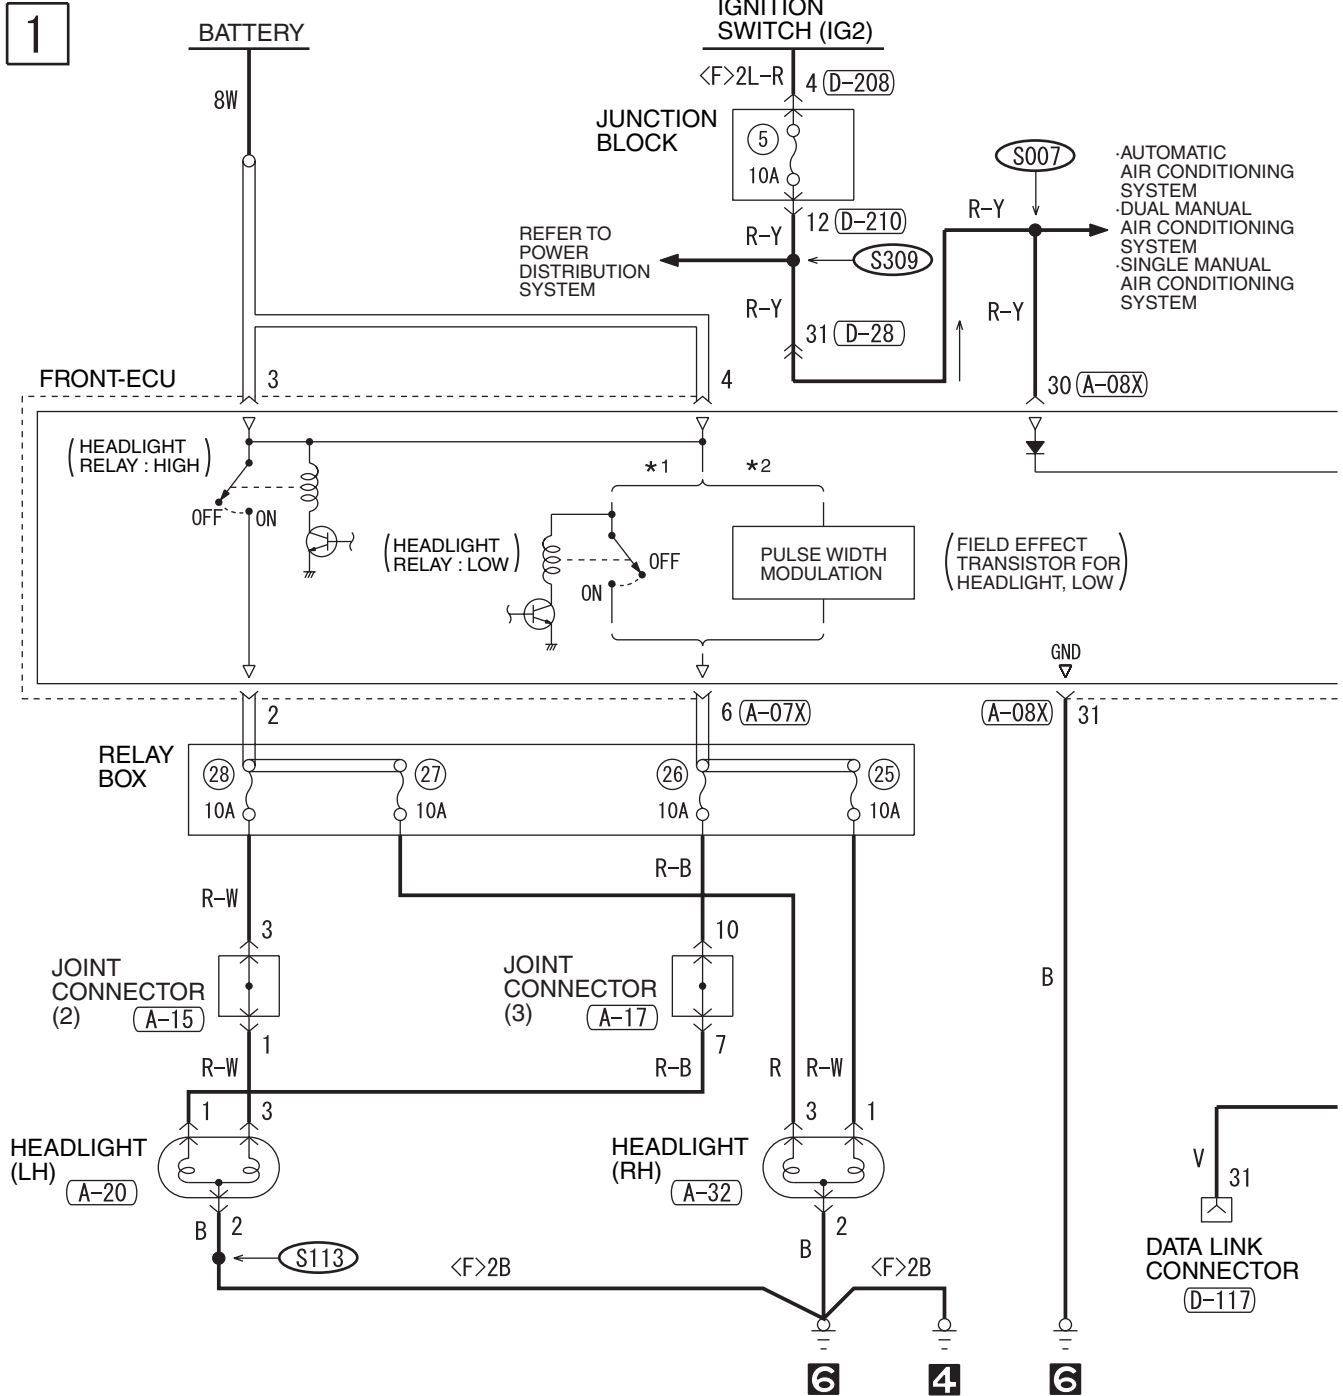 1
BATTERY
IGNITION
SWITCH (IG2)
8W
<F>2L-R
4 (D-208)
JUNCTION
BLOCK
5
10A
12 (D-210)
R-Y
S309
REFER TO
POWER
DISTRIBUTION
SYSTEM
R-Y
31 (D-28)
R-Y
S007
·AUTOMATIC
AIR CONDITIONING
SYSTEM
·DUAL MANUAL
AIR CONDITIONING
SYSTEM
·SINGLE MANUAL
AIR CONDITIONING
SYSTEM
R-Y
FRONT-ECU
3
4
30 (A-08X)
(HEADLIGHT
RELAY : HIGH)
OFF
ON
*1
*2
(HEADLIGHT
RELAY : LOW)
OFF
ON
PULSE WIDTH
MODULATION
(FIELD EFFECT
TRANSISTOR FOR
HEADLIGHT, LOW)
GND
2
6 (A-07X)
(A-08X) 31
RELAY
BOX
28
10A
27
10A
26
10A
25
10A
R-W
R-B
3
10
JOINT
CONNECTOR
(2)
A-15
JOINT
CONNECTOR
(3)
A-17
B
1
7
R-W
R-B
R
R-W
1
3
3
1
HEADLIGHT
(LH)
A-20
HEADLIGHT
(RH)
A-32
V
31
B
2
B
2
S113
<F>2B
<F>2B
DATA LINK
CONNECTOR
D-117
6
4
6